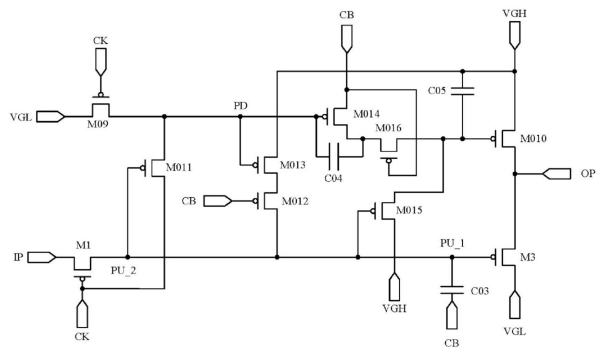 CK
CB
VGH
VGL
M09
PD
M014
C05
M016
M010
M011
M013
C04
OP
CB
M012
M015
IP
M1
PU_2
PU_1
M3
C03
CK
VGH
CB
VGL